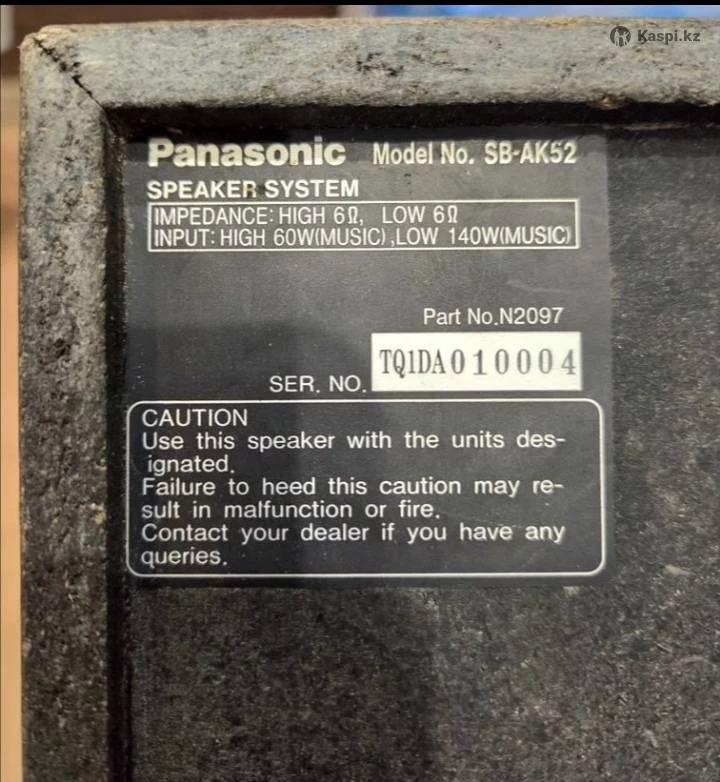 Kaspi.kz
Panasonic Model No. SB-AK52
SPEAKER SYSTEM
IMPEDANCE: HIGH 6Ω, LOW 6Ω
INPUT: HIGH 60W(MUSIC),LOW 140W(MUSIC)
Part No.N2097
SER. NO. TQ1DA010004
CAUTION
Use this speaker with the units des-
ignated.
Failure to heed this caution may re-
sult in malfunction or fire.
Contact your dealer if you have any
queries.